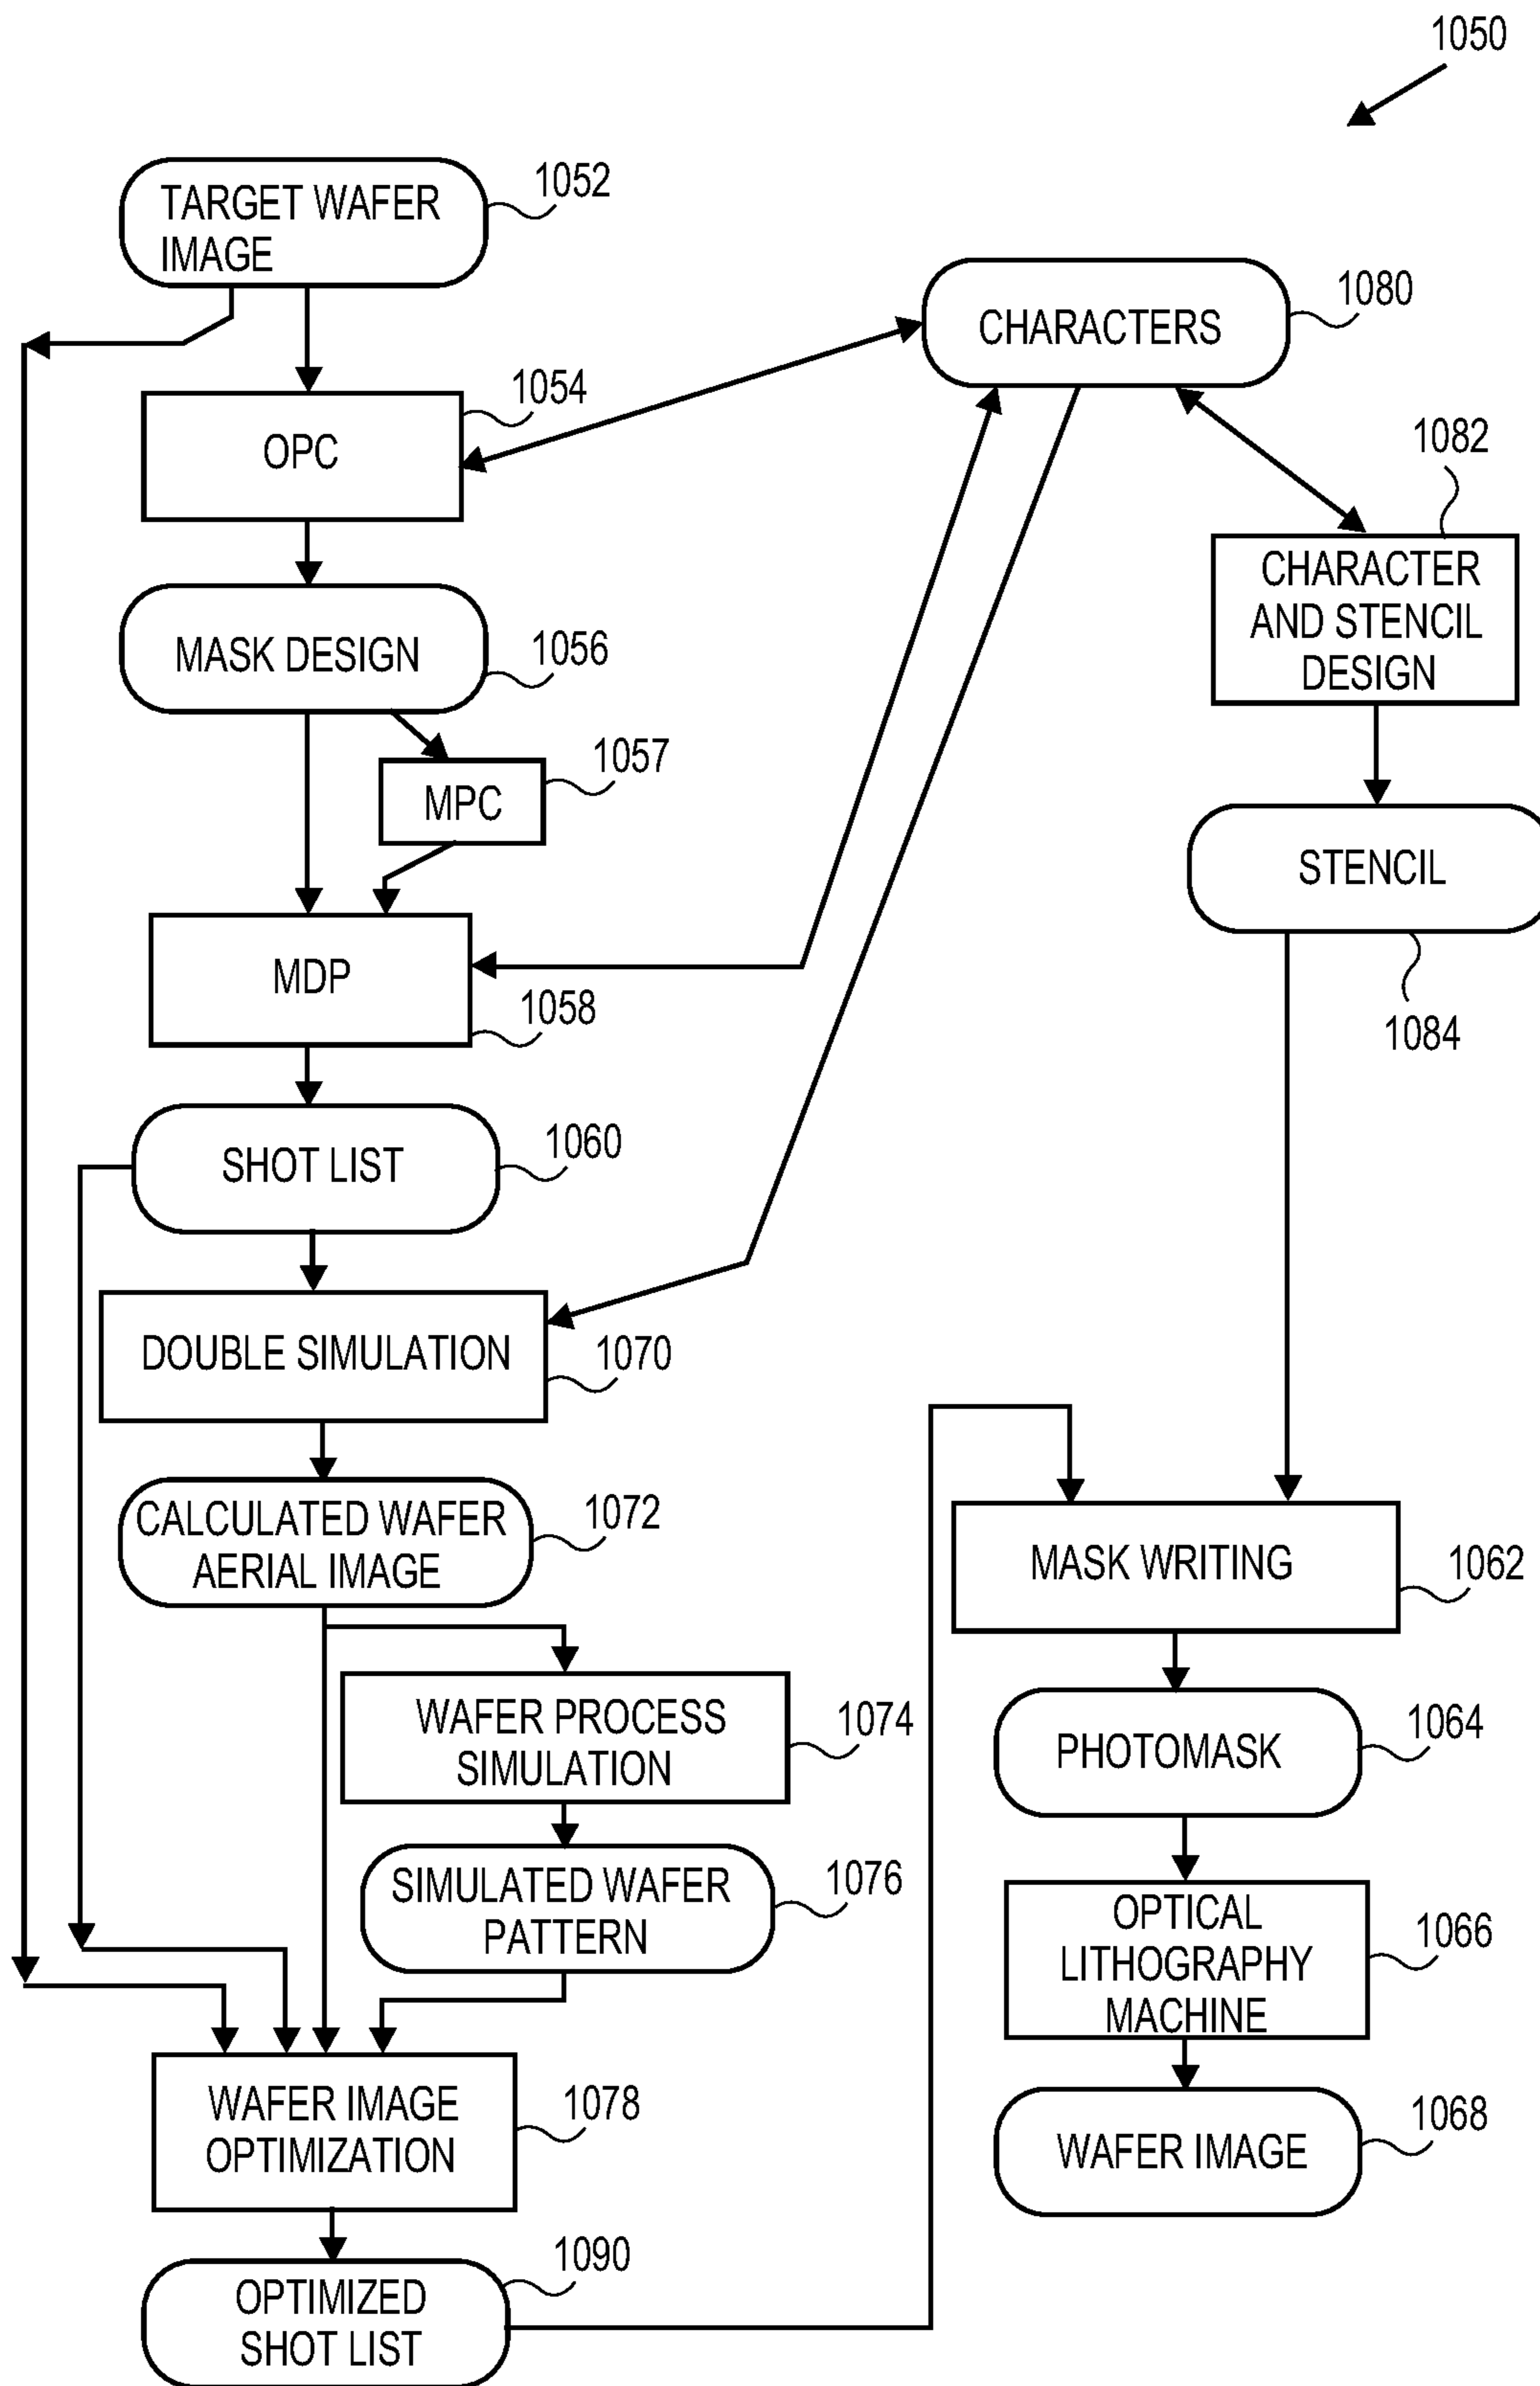 1050
TARGET WAFER
IMAGE
1052
CHARACTERS
1080
OPC
1054
CHARACTER
AND STENCIL
DESIGN
1082
MASK DESIGN
1056
MPC
1057
STENCIL
1084
MDP
1058
SHOT LIST
1060
DOUBLE SIMULATION
1070
CALCULATED WAFER
AERIAL IMAGE
1072
MASK WRITING
1062
WAFER PROCESS
SIMULATION
1074
PHOTOMASK
1064
SIMULATED WAFER
PATTERN
1076
OPTICAL
LITHOGRAPHY
MACHINE
1066
WAFER IMAGE
OPTIMIZATION
1078
WAFER IMAGE
1068
OPTIMIZED
SHOT LIST
1090